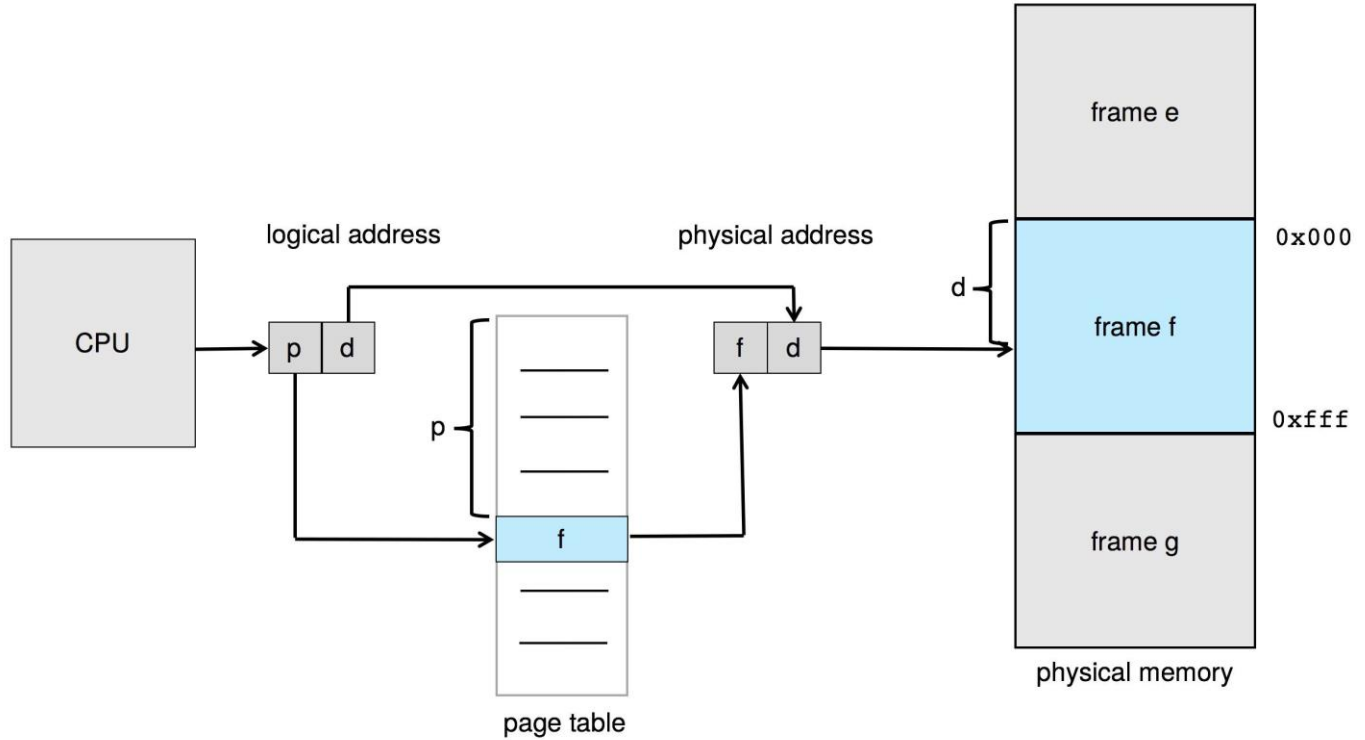 frame e
logical address
physical address
0x000
d
frame f
CPU
p d
f d
p
0xfff
f
frame g
physical memory
page table